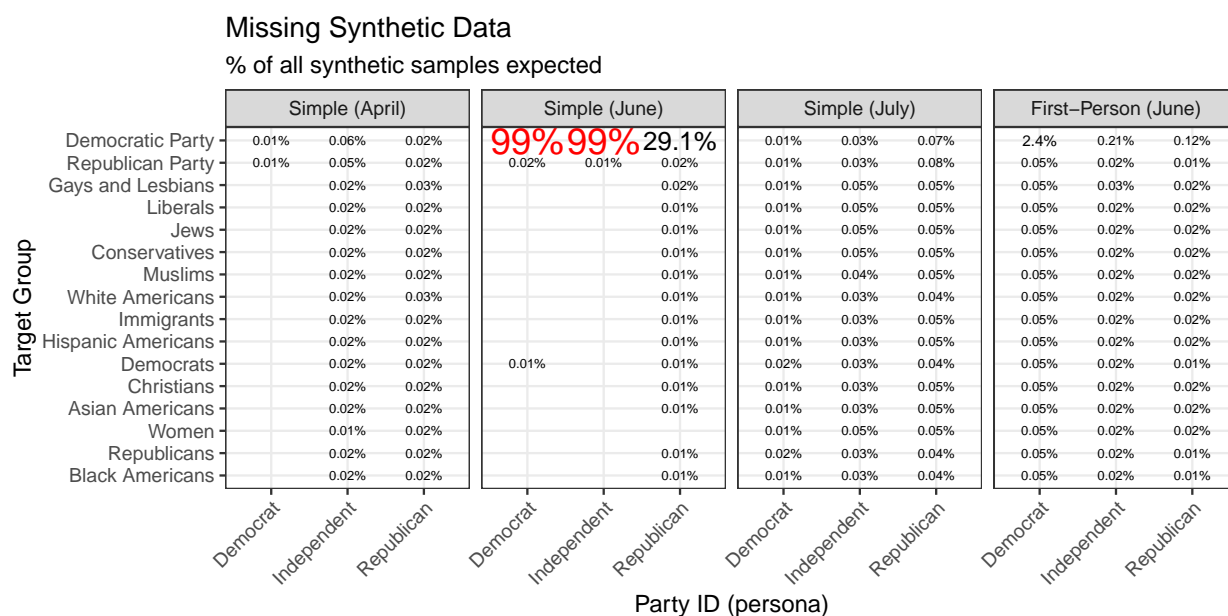 Missing Synthetic Data
% of all synthetic samples expected
Simple (April) Simple (June) Simple (July) First−Person (June)
Democratic Party 0.01% 0.06% 0.02% 99% 99% 29.1% 0.01% 0.03% 0.07% 2.4% 0.21% 0.12%
Republican Party 0.01% 0.05% 0.02% 0.02% 0.01% 0.02% 0.01% 0.03% 0.08% 0.05% 0.02% 0.01%
Gays and Lesbians 0.02% 0.03% 0.02% 0.01% 0.05% 0.05% 0.05% 0.03% 0.02%
Liberals 0.02% 0.02% 0.01% 0.01% 0.05% 0.05% 0.05% 0.02% 0.02%
Jews 0.02% 0.02% 0.01% 0.01% 0.05% 0.05% 0.05% 0.02% 0.02%
Conservatives 0.02% 0.02% 0.01% 0.01% 0.05% 0.05% 0.05% 0.02% 0.02%
Muslims 0.02% 0.02% 0.01% 0.01% 0.04% 0.05% 0.05% 0.02% 0.02%
White Americans 0.02% 0.03% 0.01% 0.01% 0.03% 0.04% 0.05% 0.02% 0.02%
Immigrants 0.02% 0.02% 0.01% 0.01% 0.03% 0.05% 0.05% 0.02% 0.02%
Hispanic Americans 0.02% 0.02% 0.01% 0.01% 0.03% 0.05% 0.05% 0.02% 0.02%
Democrats 0.02% 0.02% 0.01% 0.01% 0.02% 0.03% 0.04% 0.05% 0.02% 0.01%
Christians 0.02% 0.02% 0.01% 0.01% 0.03% 0.05% 0.05% 0.02% 0.02%
Asian Americans 0.02% 0.02% 0.01% 0.01% 0.03% 0.05% 0.05% 0.02% 0.02%
Women 0.01% 0.02% 0.01% 0.05% 0.05% 0.05% 0.02% 0.02%
Republicans 0.02% 0.02% 0.01% 0.02% 0.03% 0.04% 0.05% 0.02% 0.01%
Black Americans 0.02% 0.02% 0.01% 0.01% 0.03% 0.04% 0.05% 0.02% 0.01%
Target Group
Democrat Independent Republican Democrat Independent Republican Democrat Independent Republican Democrat Independent Republican
Party ID (persona)